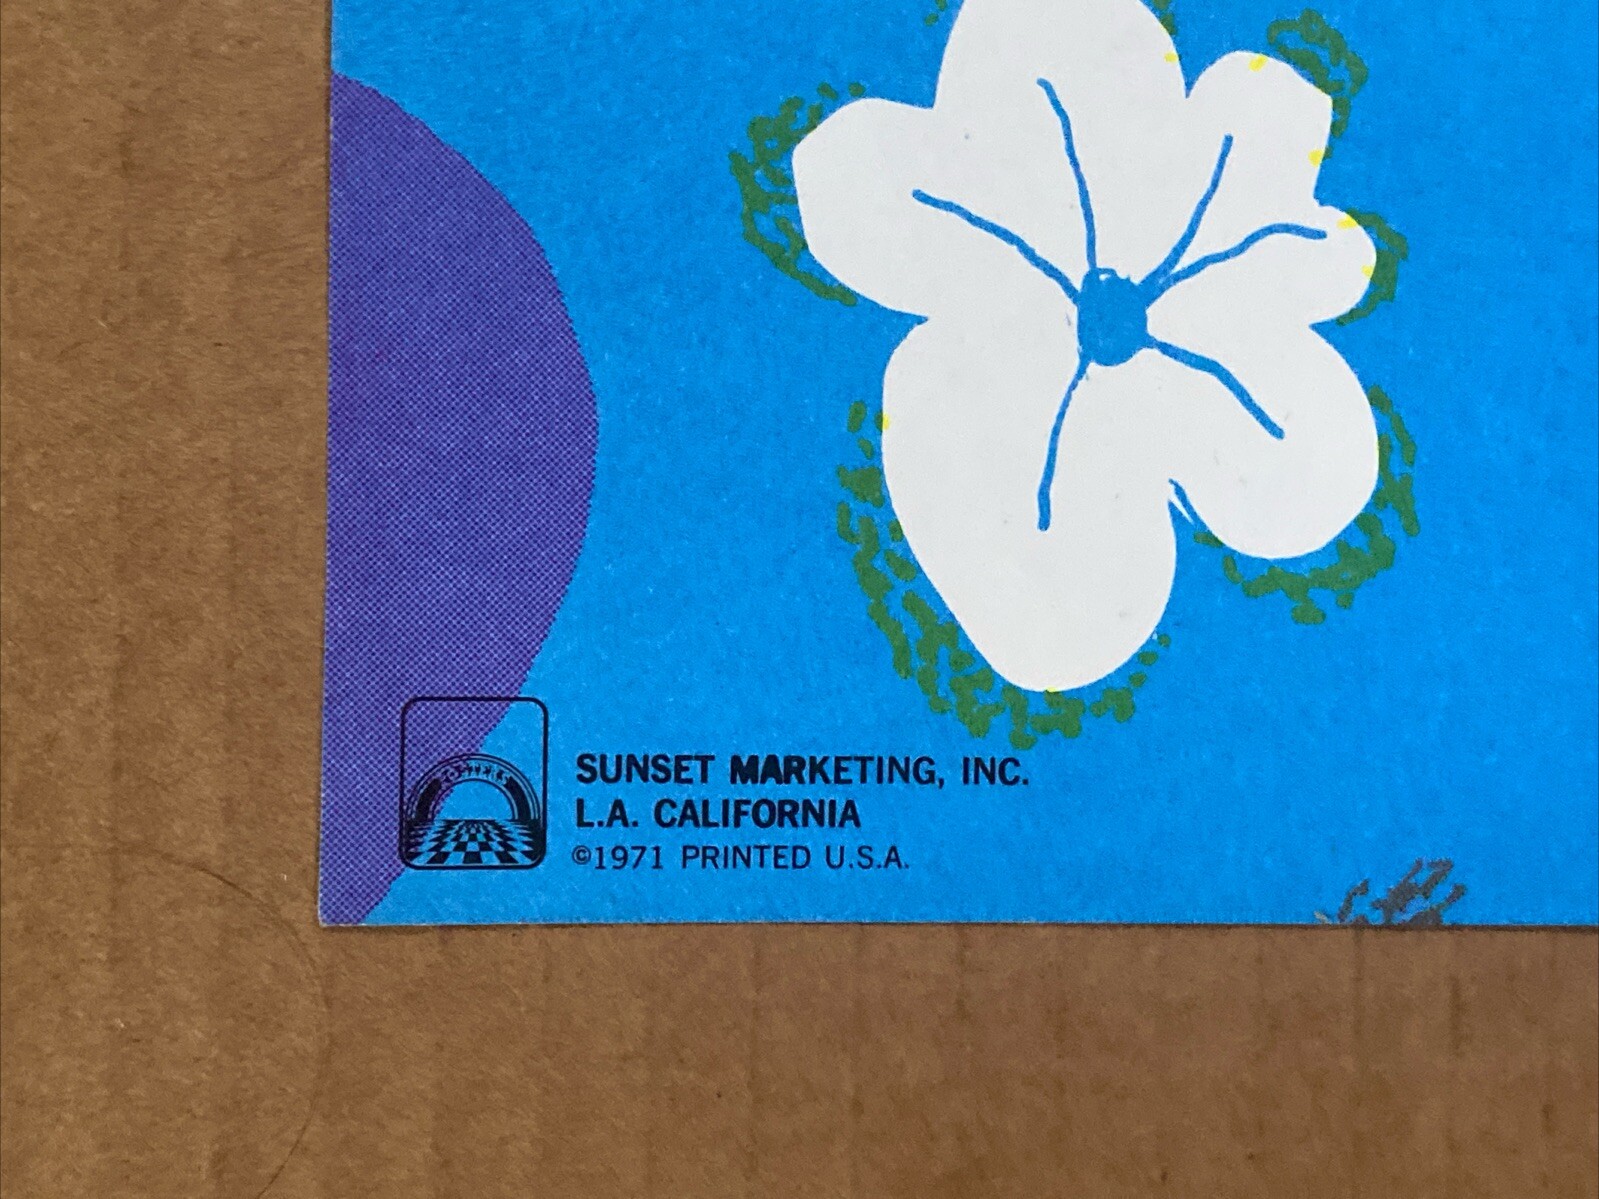 SUNSET MARKETING, INC.
L.A. CALIFORNIA
©1971 PRINTED U.S.A.